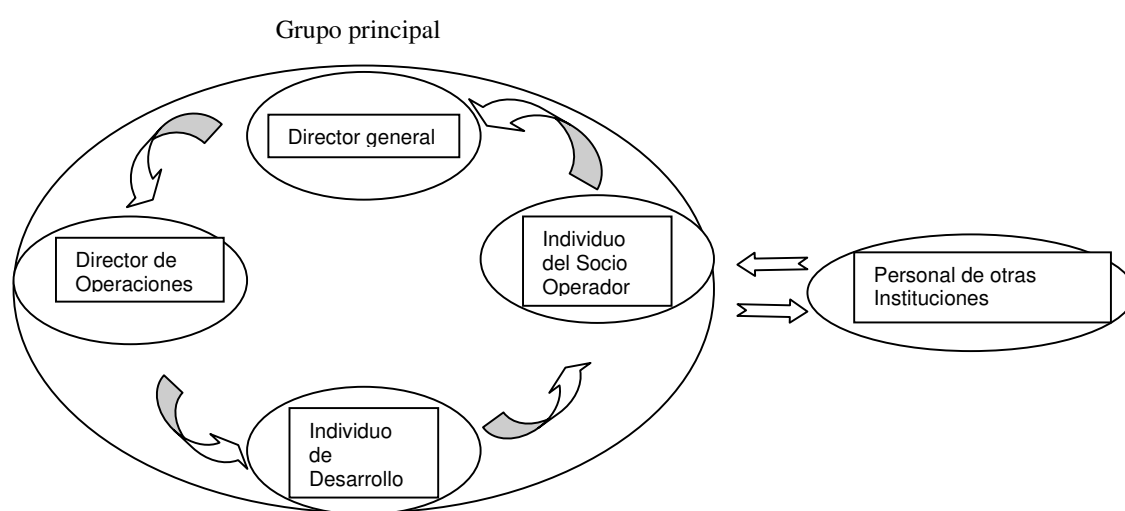 Grupo principal
Director general
Director de
Operaciones
Individuo
del Socio
Operador
Personal de otras
Instituciones
Individuo
de
Desarrollo